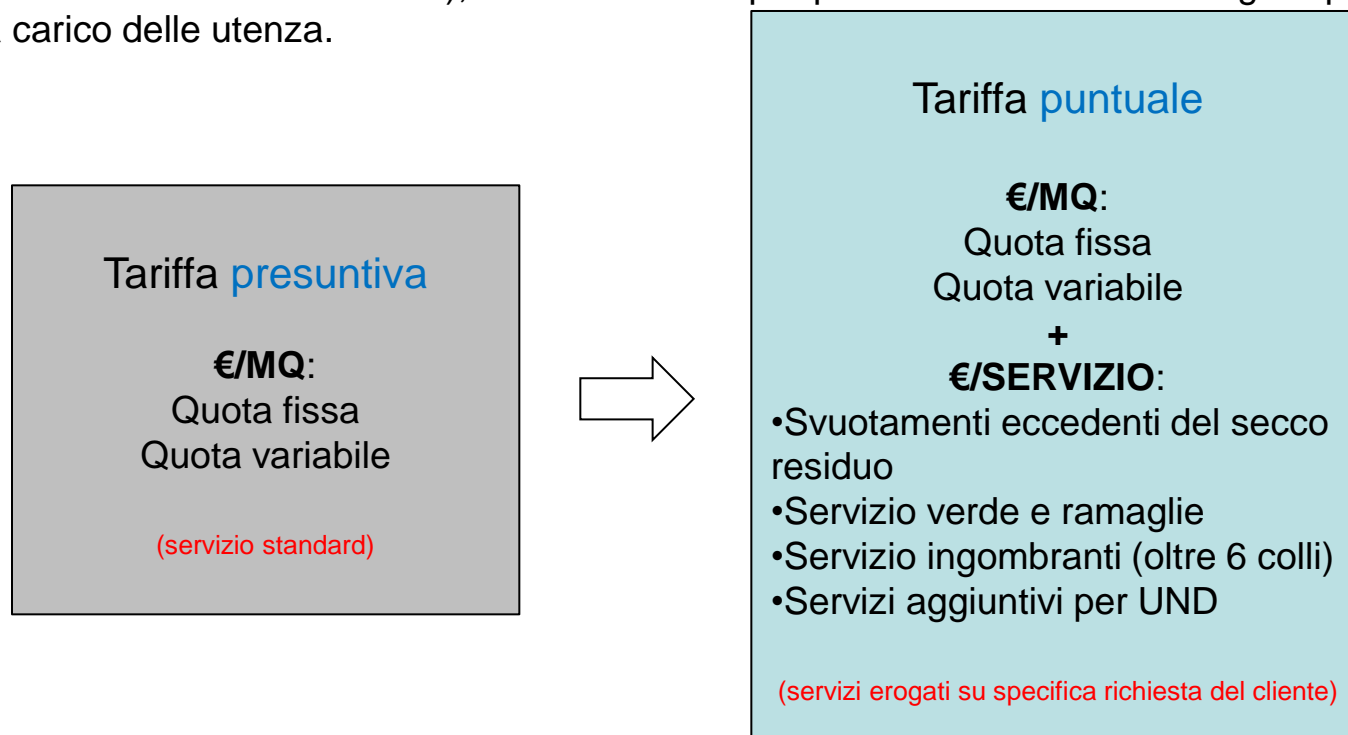 carico delle utenza.
Tariffa presuntiva
€/MQ:
Quota fissa
Quota variabile
(servizio standard)
Tariffa puntuale
€/MQ:
Quota fissa
Quota variabile
+
€/SERVIZIO:
•Svuotamenti eccedenti del secco
residuo
•Servizio verde e ramaglie
•Servizio ingombranti (oltre 6 colli)
•Servizi aggiuntivi per UND
(servizi erogati su specifica richiesta del cliente)